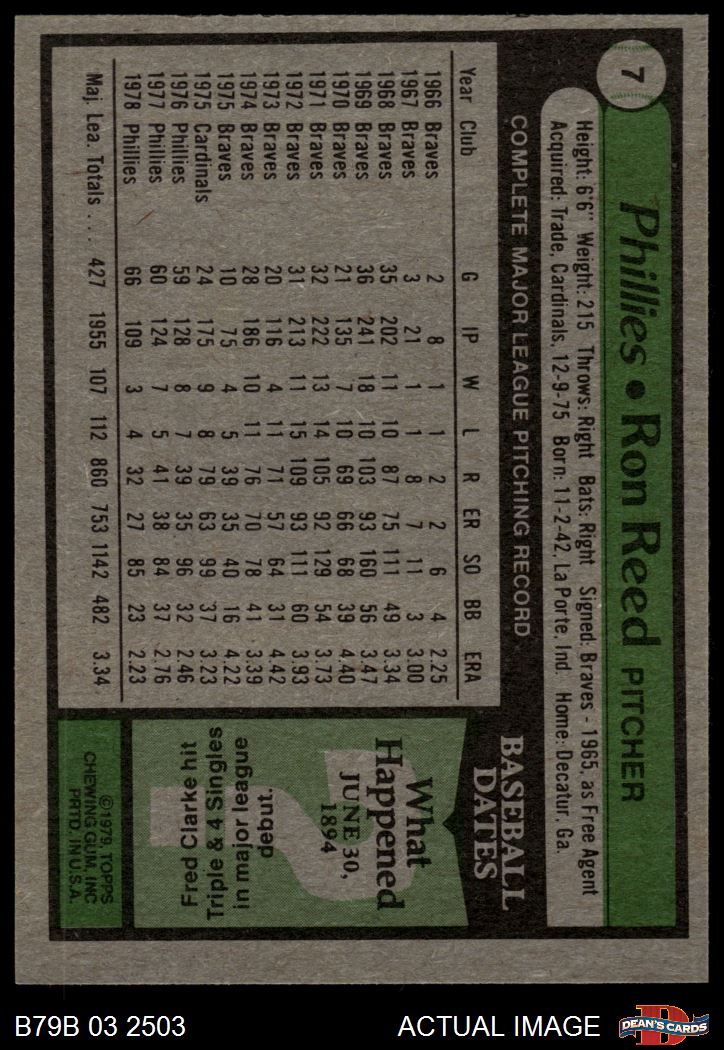 7
Phillies • Ron Reed PITCHER
Height: 6'6" Weight: 215 Throws: Right Bats: Right Signed: Braves - 1965, as Free Agent
Acquired: Trade, Cardinals, 12-9-75 Born: 11-2-42, La Porte, Ind. Home: Decatur, Ga.
COMPLETE MAJOR LEAGUE PITCHING RECORD
Year Club G IP W L R ER SO BB ERA
1966 Braves 2 8 1 1 2 2 6 4 2.25
1967 Braves 3 21 1 1 8 7 11 3 3.00
1968 Braves 35 202 11 10 87 75 111 49 3.34
1969 Braves 36 241 18 10 103 93 160 56 3.47
1970 Braves 21 135 7 10 69 66 68 39 4.40
1971 Braves 32 222 13 14 105 92 129 54 3.73
1972 Braves 31 213 11 15 109 93 111 60 3.93
1973 Braves 20 116 4 11 71 57 64 31 4.42
1974 Braves 28 186 10 11 76 70 78 41 3.39
1975 Braves 10 75 4 5 39 35 40 16 4.22
1975 Cardinals 24 175 9 8 79 63 99 37 3.23
1976 Phillies 59 128 8 7 39 35 96 32 2.46
1977 Phillies 60 124 7 5 41 38 84 37 2.76
1978 Phillies 66 109 3 4 32 27 85 23 2.23
Maj. Lea. Totals . . . 427 1955 107 112 860 753 1142 482 3.34
BASEBALL
DATES
What
Happened
JUNE 30,
1894
?
Fred Clarke hit
Triple & 4 Singles
in major league
debut.
©1979, TOPPS
CHEWING GUM, INC
PRTD. IN U.S.A.
B79B 03 2503
ACTUAL IMAGE
D
DEAN'S CARDS